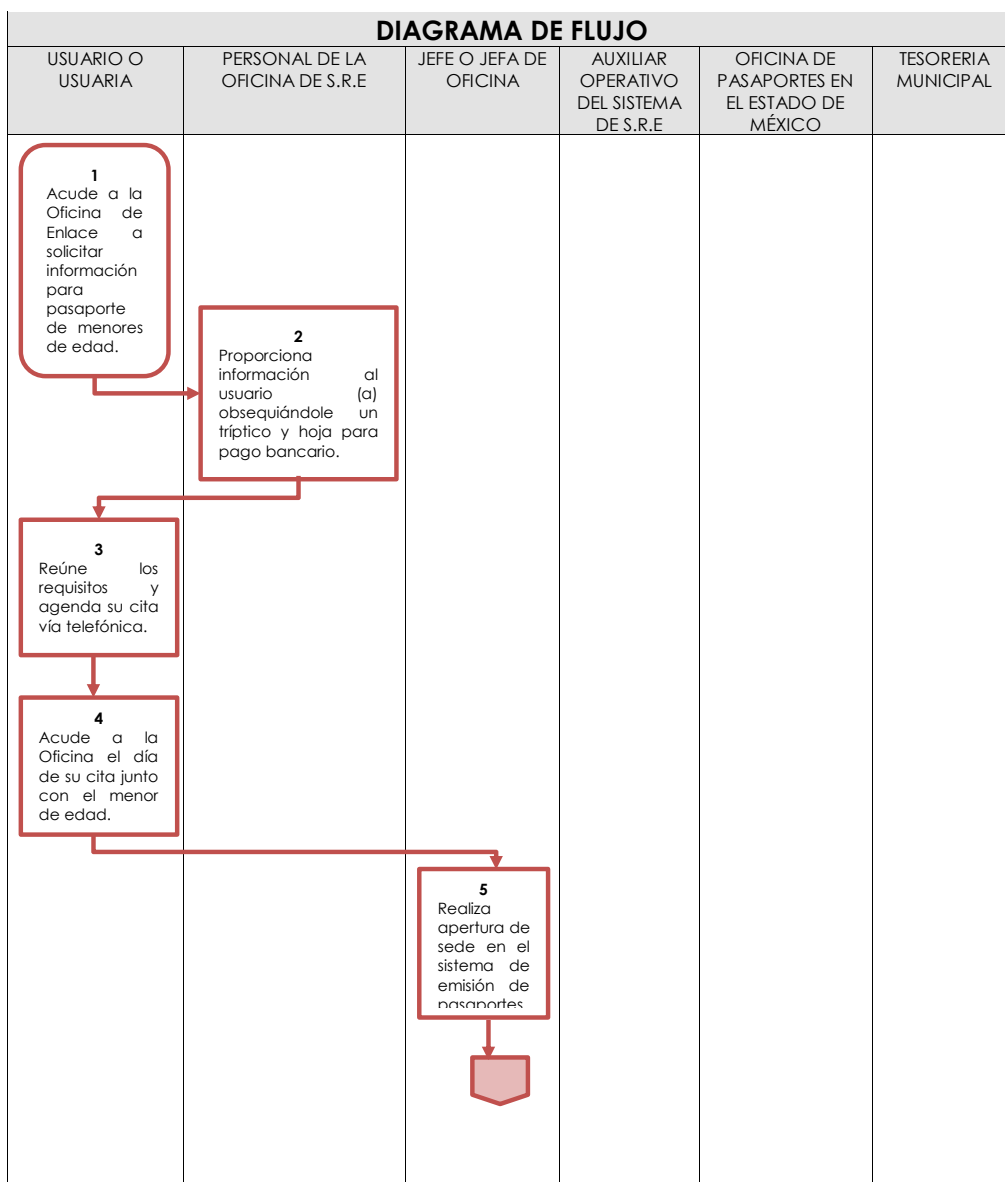 DIAGRAMA DE FLUJO
USUARIO O
USUARIA
PERSONAL DE LA
OFICINA DE S.R.E
JEFE O JEFA DE
OFICINA
AUXILIAR
OPERATIVO
DEL SISTEMA
DE S.R.E
OFICINA DE
PASAPORTES EN
EL ESTADO DE
MÉXICO
TESORERIA
MUNICIPAL
1
Acude a la
Oficina de
Enlace a
solicitar
información
para
pasaporte
de menores
de edad.
2
Proporciona
información al
usuario (a)
obsequiándole un
tríptico y hoja para
pago bancario.
3
Reúne los
requisitos y
agenda su cita
vía telefónica.
4
Acude a la
Oficina el día
de su cita junto
con el menor
de edad.
5
Realiza
apertura de
sede en el
sistema de
emisión de
pasaportes